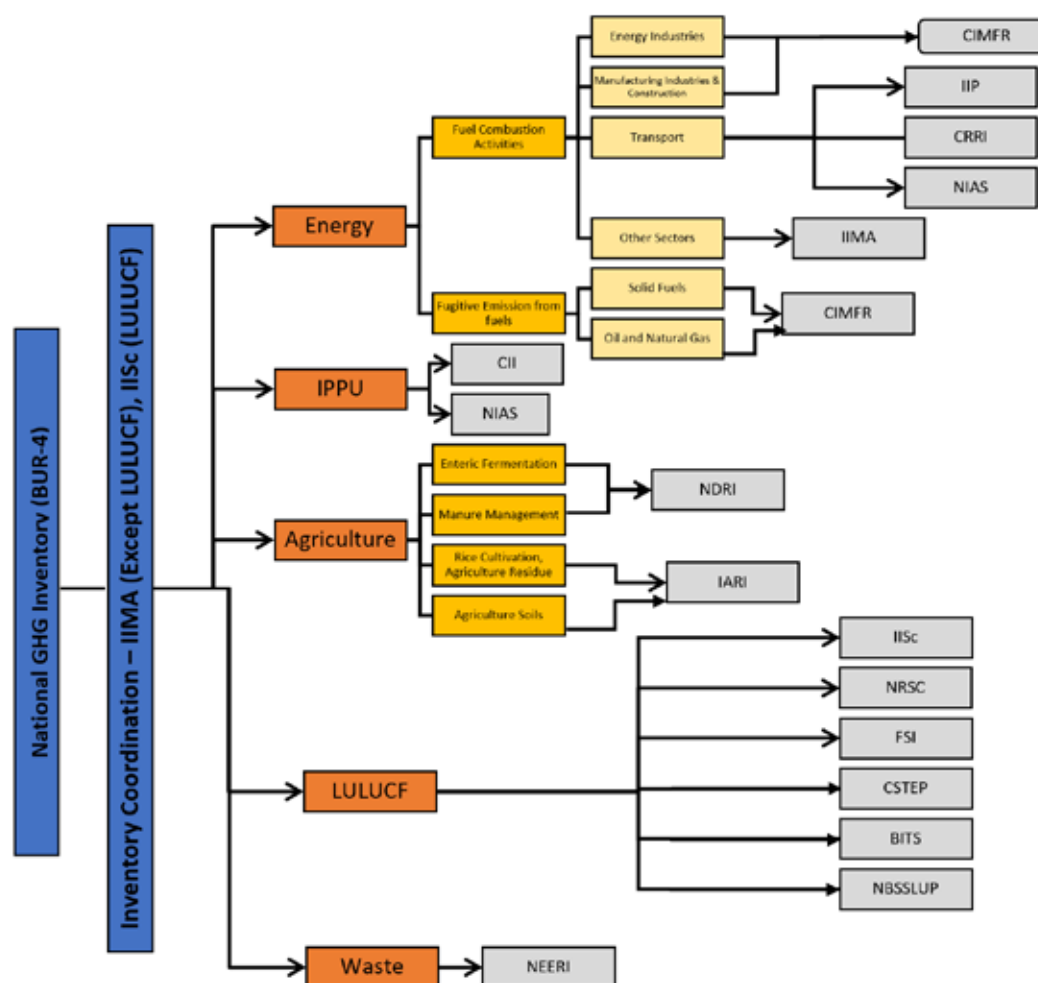 National GHG Inventory (BUR-4)
Inventory Coordination – IIMA (Except LULUCF), IISc (LULUCF)
Energy
Fuel Combustion
Activities
Energy Industries
CIMFR
Manufacturing Industries &
Construction
Transport
IIP
CRRI
NIAS
Other Sectors
IIMA
Fugitive Emission from
fuels
Solid Fuels
Oil and Natural Gas
CIMFR
IPPU
CII
NIAS
Agriculture
Enteric Fermentation
Manure Management
NDRI
Rice Cultivation,
Agriculture Residue
Agriculture Soils
IARI
LULUCF
IISc
NRSC
FSI
CSTEP
BITS
NBSSLUP
Waste
NEERI